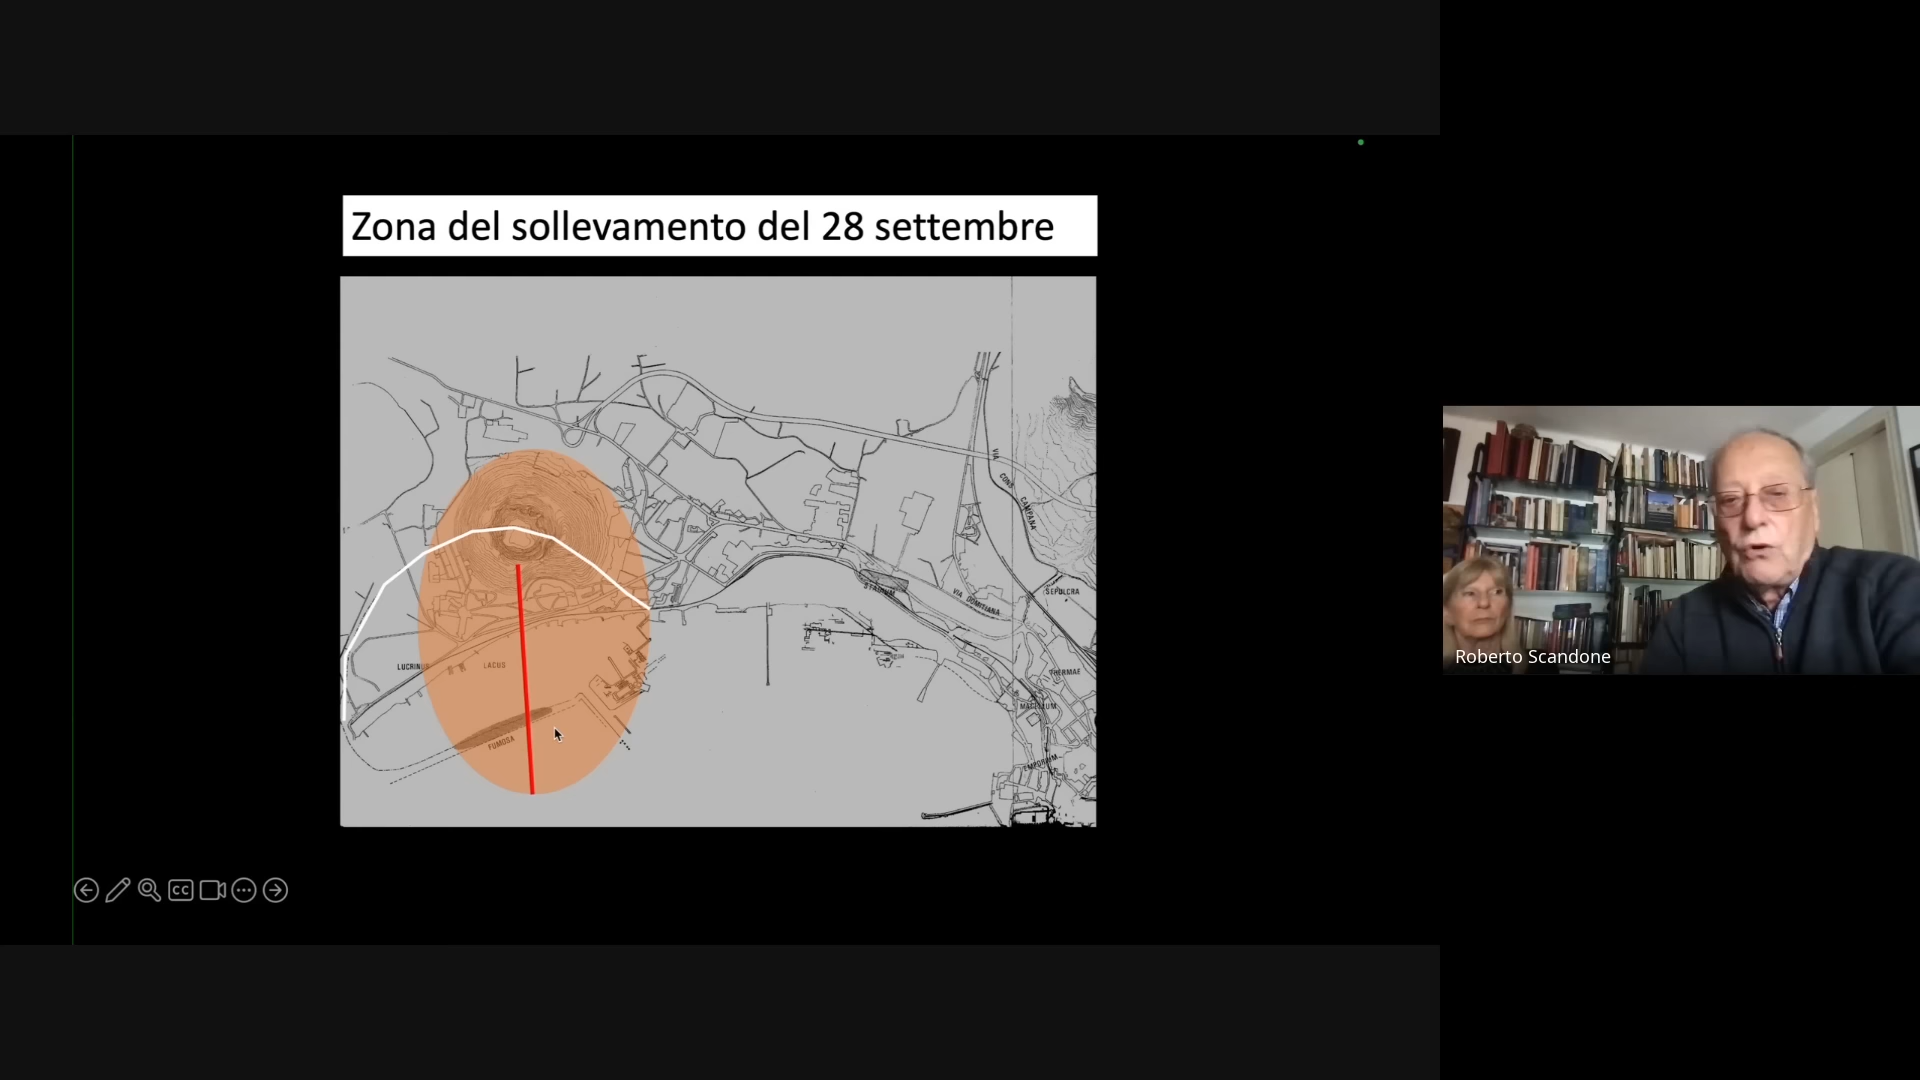 Zona del sollevamento del 28 settembre
VIA
CONS
CAMPANA
STADIUM
VIA DOMITIANA
SEPULCRA
LUCRINUS
LACUS
THERMAE
MACELLUM
FUMOSA
EMPORIUM
CC
Roberto Scandone